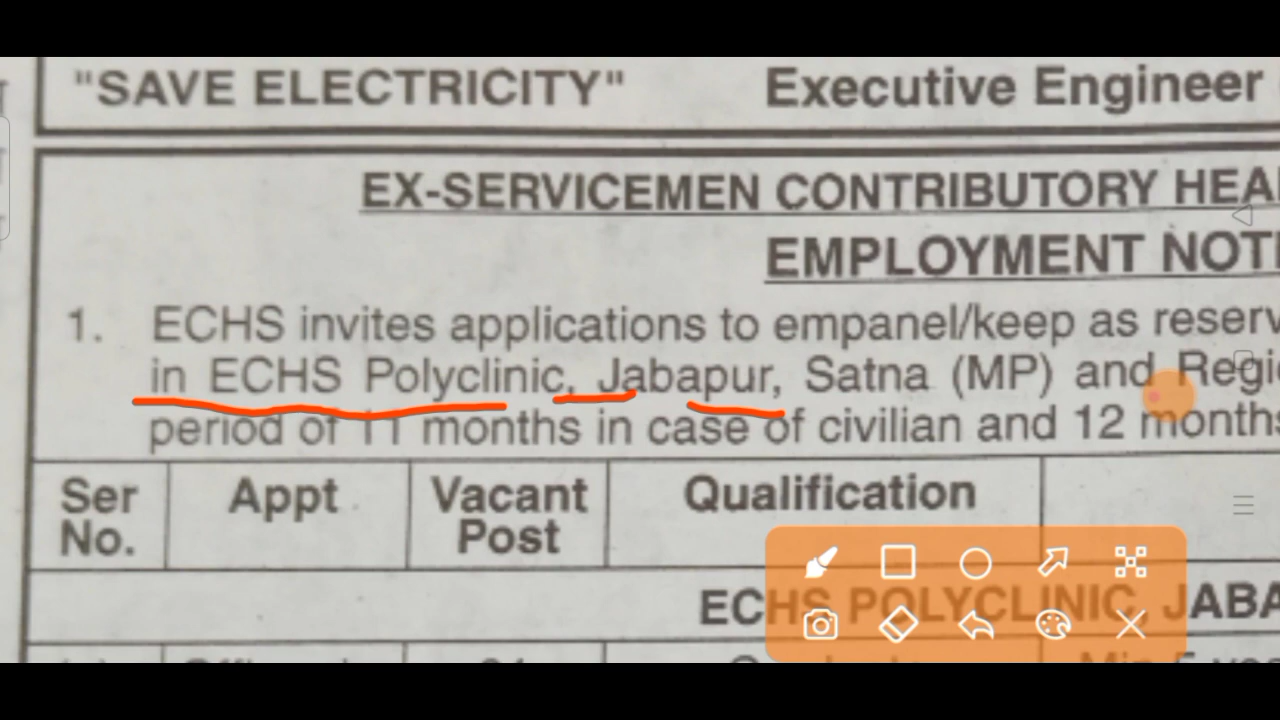 "SAVE ELECTRICITY" Executive Engineer
EX-SERVICEMEN CONTRIBUTORY HEA
EMPLOYMENT NOTI
1. ECHS invites applications to empanel/keep as reserv
in ECHS Polyclinic, Jabapur, Satna (MP) and Regi
period of 11 months in case of civilian and 12 months
Ser No. Appt Vacant Post Qualification
ECHS POLYCLINIC, JABA